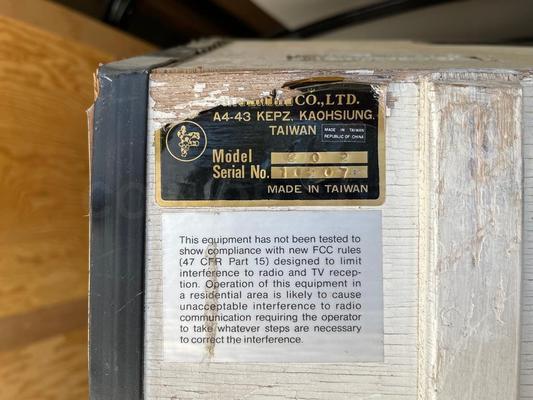 CO.,LTD.
A4-43 KEPZ, KAOHSIUNG.
TAIWAN
MADE IN TAIWAN
REPUBLIC OF CHINA
Model 202
Serial No.
MADE IN TAIWAN
This equipment has not been tested to
show compliance with new FCC rules
(47 CFR Part 15) designed to limit
interference to radio and TV recep-
tion. Operation of this equipment in
a residential area is likely to cause
unacceptable interference to radio
communication requiring the operator
to take whatever steps are necessary
to correct the interference.